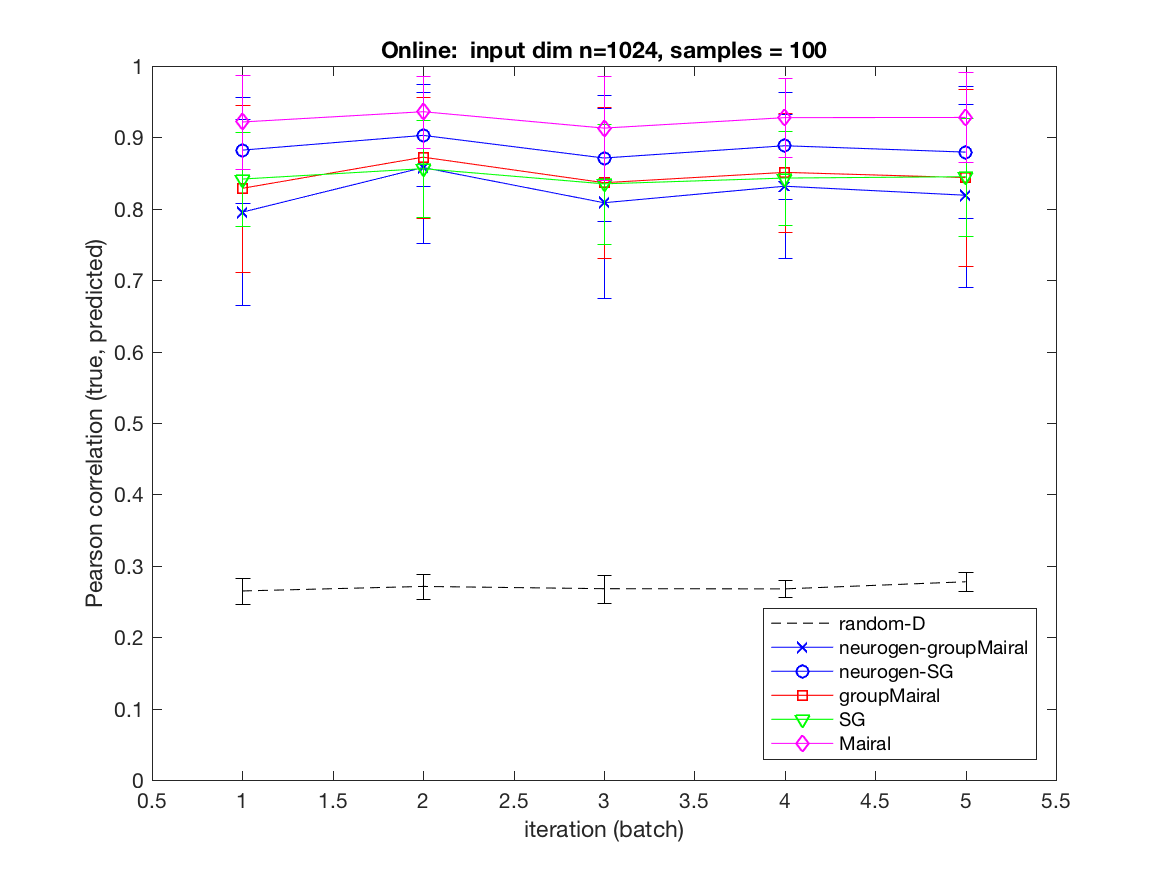 Online:  input dim n=1024, samples = 100
Pearson correlation (true, predicted)
1
0.9
0.8
0.7
0.6
0.5
0.4
0.3
0.2
0.1
0
0.5 1 1.5 2 2.5 3 3.5 4 4.5 5 5.5
iteration (batch)
random-D
neurogen-groupMairal
neurogen-SG
groupMairal
SG
Mairal